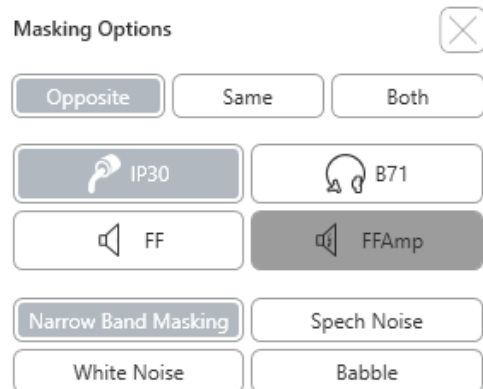 Masking Options
Opposite Same Both
IP30 B71
FF FFAmp
Narrow Band Masking Spech Noise
White Noise Babble